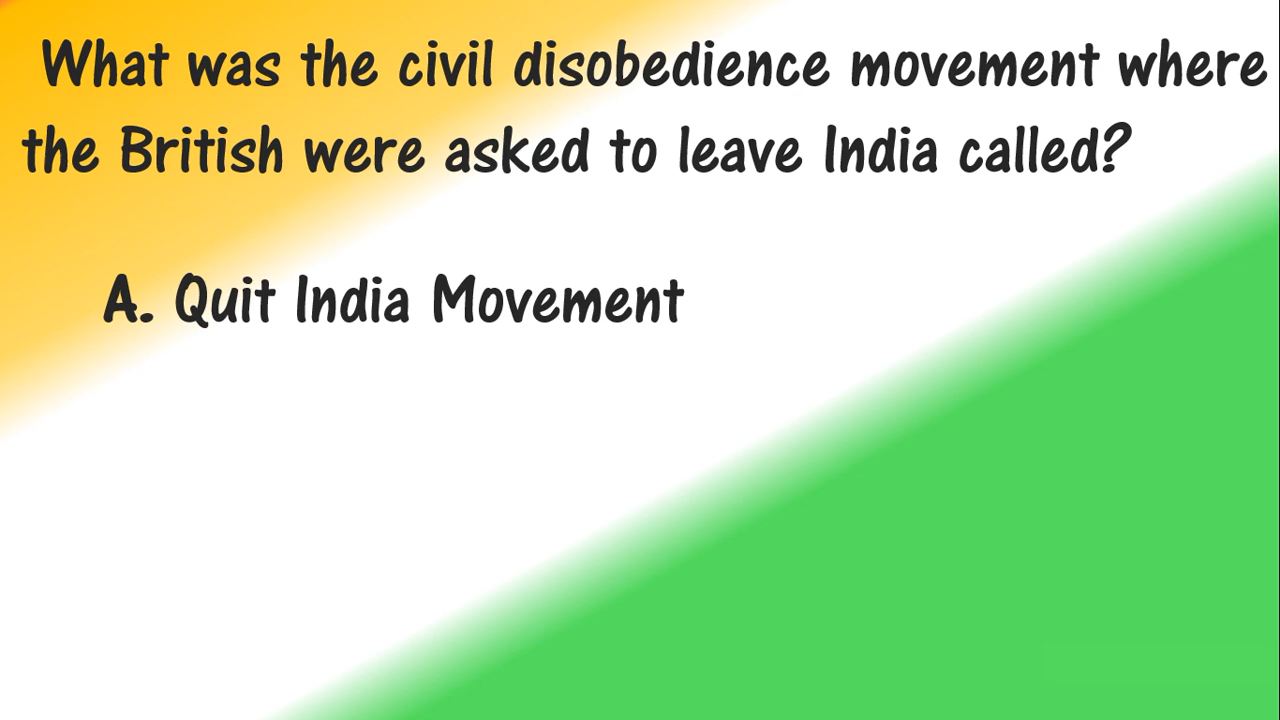 What was the civil disobedience movement where
the British were asked to leave India called?
A. Quit India Movement